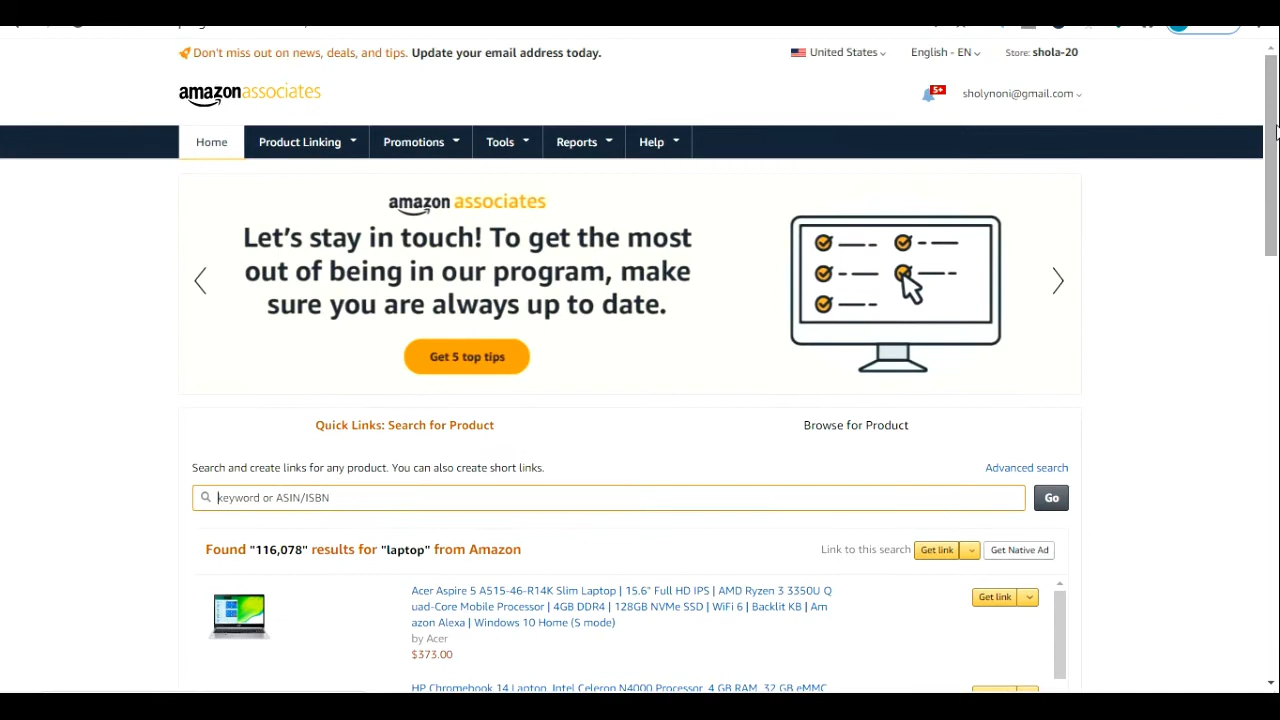 Don't miss out on news, deals, and tips. Update your email address today.
United States
English - EN
Store: shola-20
amazonassociates
5+
sholynoni@gmail.com
Home
Product Linking
Promotions
Tools
Reports
Help
amazon associates
Let's stay in touch! To get the most
out of being in our program, make
sure you are always up to date.
Get 5 top tips
Quick Links: Search for Product
Browse for Product
Search and create links for any product. You can also create short links.
Advanced search
keyword or ASIN/ISBN
Go
Found "116,078" results for "laptop" from Amazon
Link to this search
Get link
Get Native Ad
Acer Aspire 5 A515-46-R14K Slim Laptop | 15.6" Full HD IPS | AMD Ryzen 3 3350U Q
uad-Core Mobile Processor | 4GB DDR4 | 128GB NVMe SSD | WiFi 6 | Backlit KB | Am
azon Alexa | Windows 10 Home (S mode)
by Acer
$373.00
Get link
HP Chromebook 14 Laptop, Intel Celeron N4000 Processor, 4 GB RAM, 32 GB eMMC